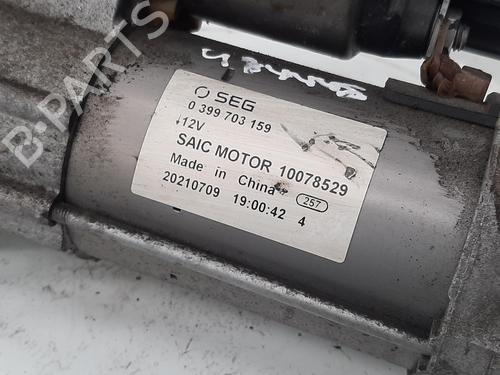 B-PARTS
SEG
0 399 703 159
12V
SAIC MOTOR 10078529
Made in China 257
20210709 19:00:42 4